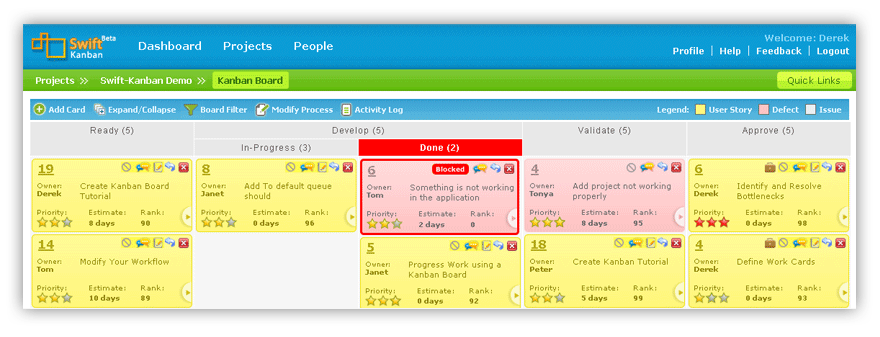 Swift Beta
Kanban
Dashboard Projects People
Welcome: Derek
Profile | Help | Feedback | Logout
Projects >> Swift-Kanban Demo >> Kanban Board
Quick Links
Add Card Expand/Collapse Board Filter Modify Process Activity Log
Legend: User Story Defect Issue
Ready (5) Develop (5) Validate (5) Approve (5)
In-Progress (3) Done (2)
19
Owner:
Derek
Create Kanban Board
Tutorial
Priority: Estimate: Rank:
8 days 90
14
Owner:
Tom
Modify Your Workflow
Priority: Estimate: Rank:
10 days 89
8
Owner:
Janet
Add To default queue
should
Priority: Estimate: Rank:
0 days 96
6 Blocked
Owner:
Tom
Something is not working
in the application
Priority: Estimate: Rank:
2 days 0
5
Owner:
Janet
Progress Work using a
Kanban Board
Priority: Estimate: Rank:
0 days 92
4
Owner:
Tonya
Add project not working
properly
Priority: Estimate: Rank:
8 days 95
18
Owner:
Peter
Create Kanban Tutorial
Priority: Estimate: Rank:
5 days 99
6
Owner:
Derek
Identify and Resolve
Bottlenecks
Priority: Estimate: Rank:
0 days 98
4
Owner:
Derek
Define Work Cards
Priority: Estimate: Rank:
0 days 93